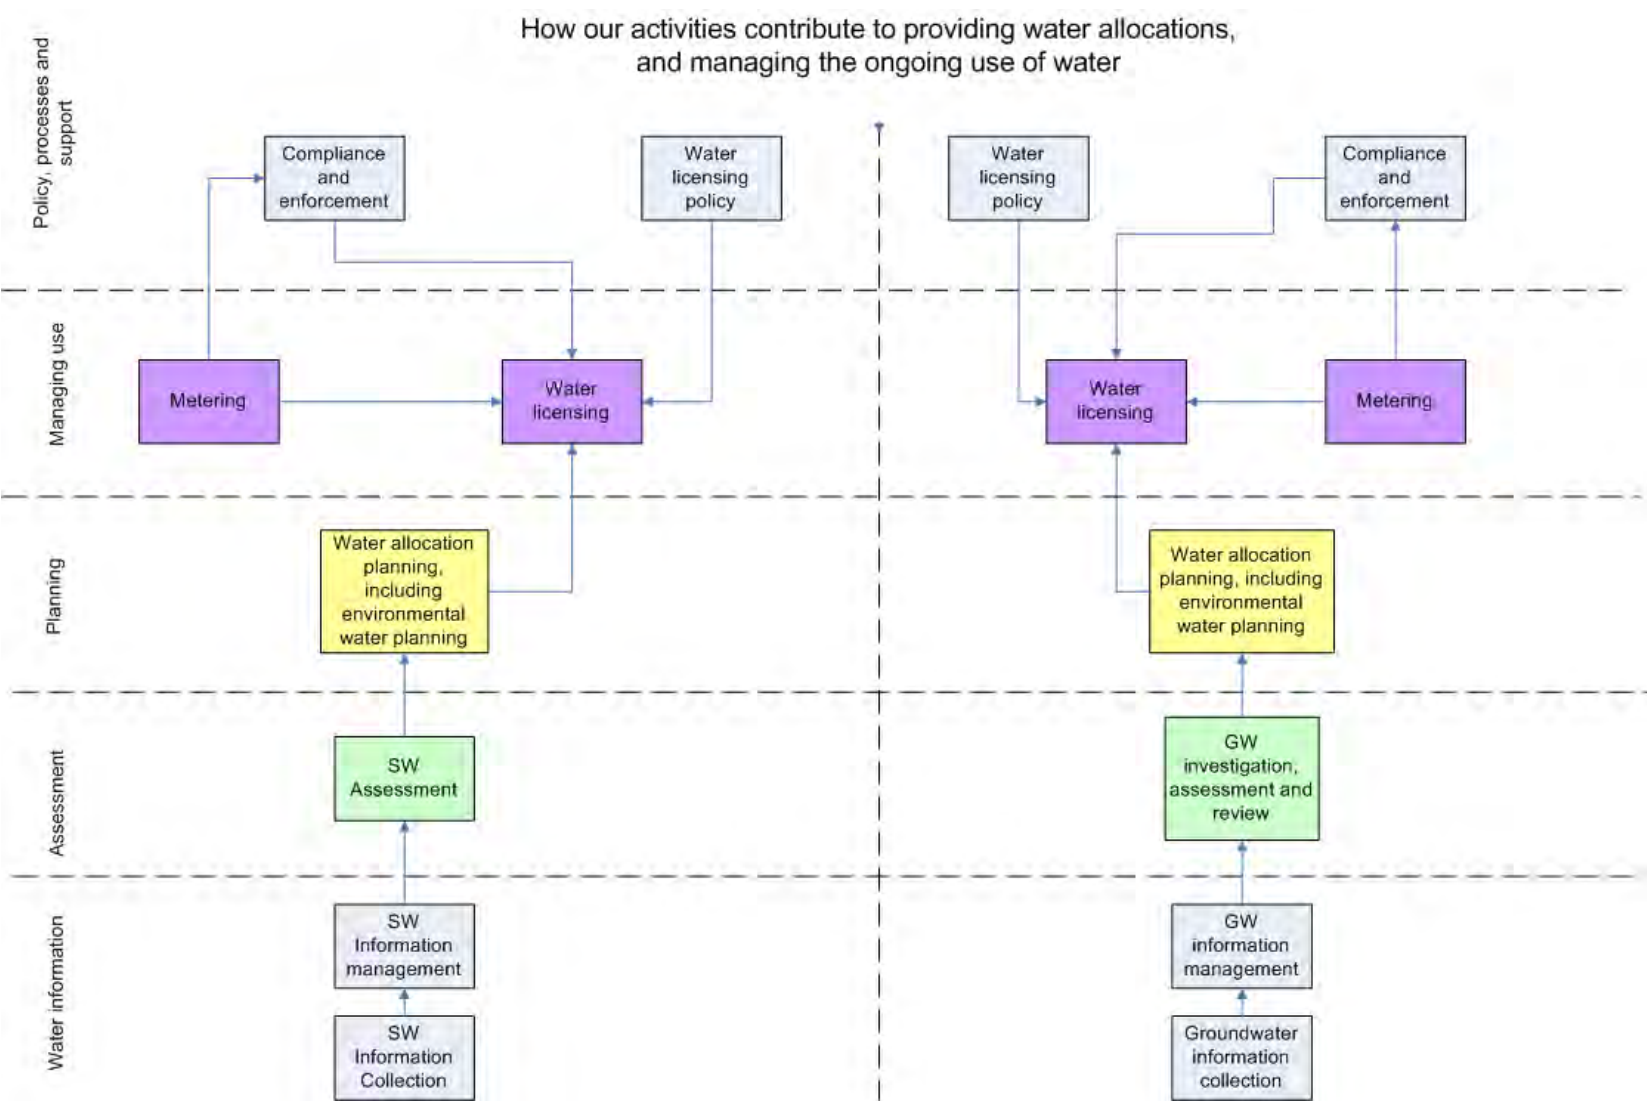 How our activities contribute to providing water allocations,
and managing the ongoing use of water
Policy, processes and
support
Compliance
and
enforcement
Water
licensing
policy
Water
licensing
policy
Compliance
and
enforcement
Managing use
Metering
Water
licensing
Water
licensing
Metering
Planning
Water allocation
planning,
including
environmental
water planning
Water allocation
planning, including
environmental
water planning
Assessment
SW
Assessment
GW
investigation,
assessment and
review
Water information
SW
Information
management
GW
information
management
SW
Information
Collection
Groundwater
information
collection